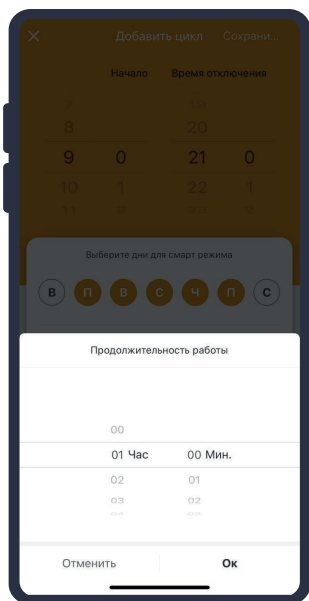 Добавить цикл Сохрани...
Начало Время отключения
8 20
9 0 21 0
10 1 22 1
Выберите дни для смарт режима
В П В С Ч П С
Продолжительность работы
00
01 Час 00 Мин.
02 01
03 02
Отменить Ок